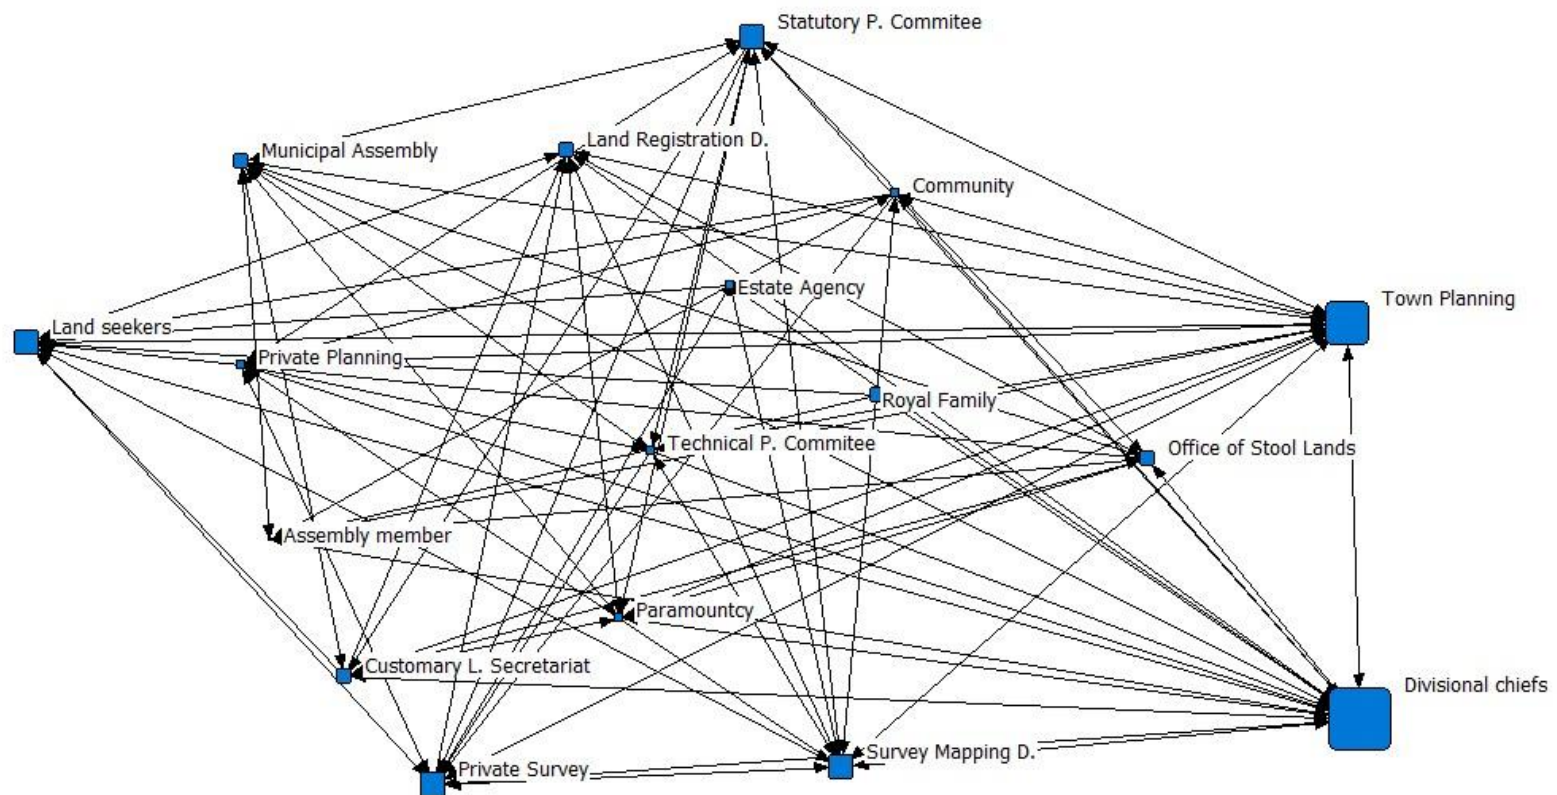 Statutory P. Commitee
Municipal Assembly
Land Registration D.
Community
Estate Agency
Town Planning
Land seekers
Private Planning
Royal Family
Technical P. Commitee
Office of Stool Lands
Assembly member
Paramountcy
Customary L. Secretariat
Divisional chiefs
Survey Mapping D.
Private Survey